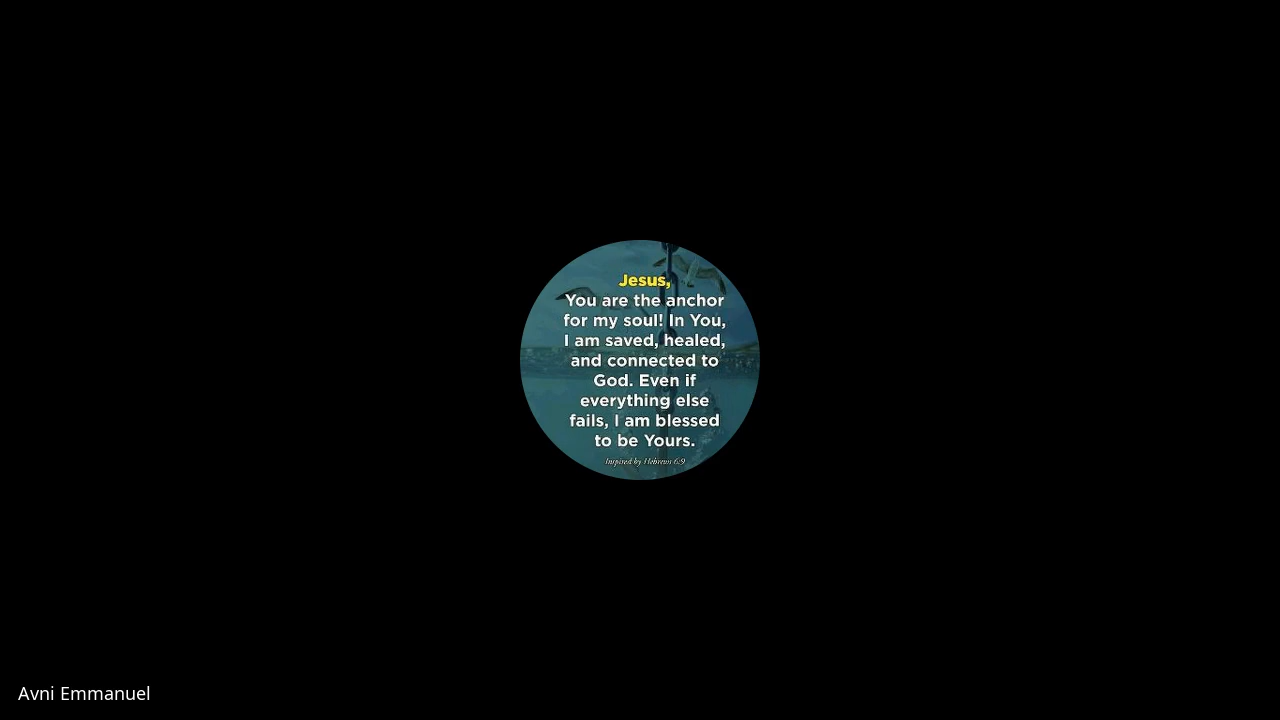 Jesus,
You are the anchor
for my soul! In You,
I am saved, healed,
and connected to
God. Even if
everything else
fails, I am blessed
to be Yours.
Inspired by Hebrews 6:9
Avni Emmanuel